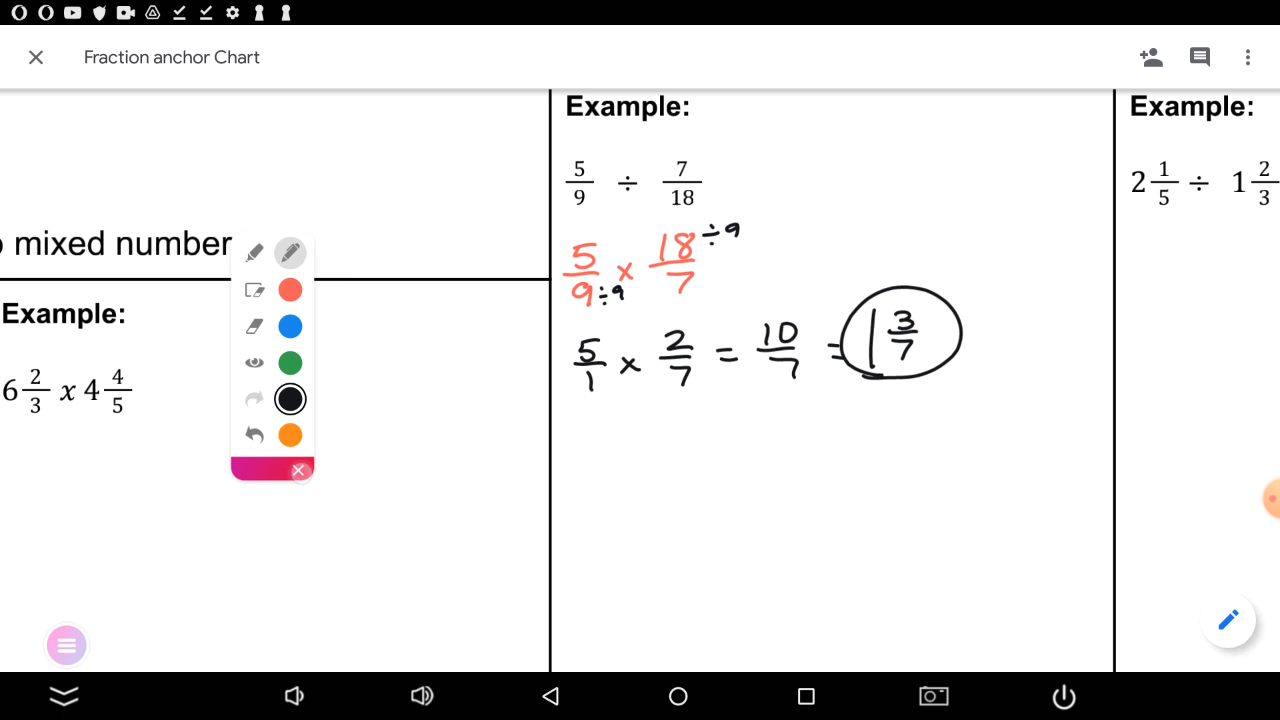 Fraction anchor Chart
Example:
5/9 ÷ 7/18
5/9÷9 x 18÷9/7
5/1 x 2/7 = 10/7 = 1 3/7
mixed number
Example:
6 2/3 x 4 4/5
Example:
2 1/5 ÷ 1 2/3